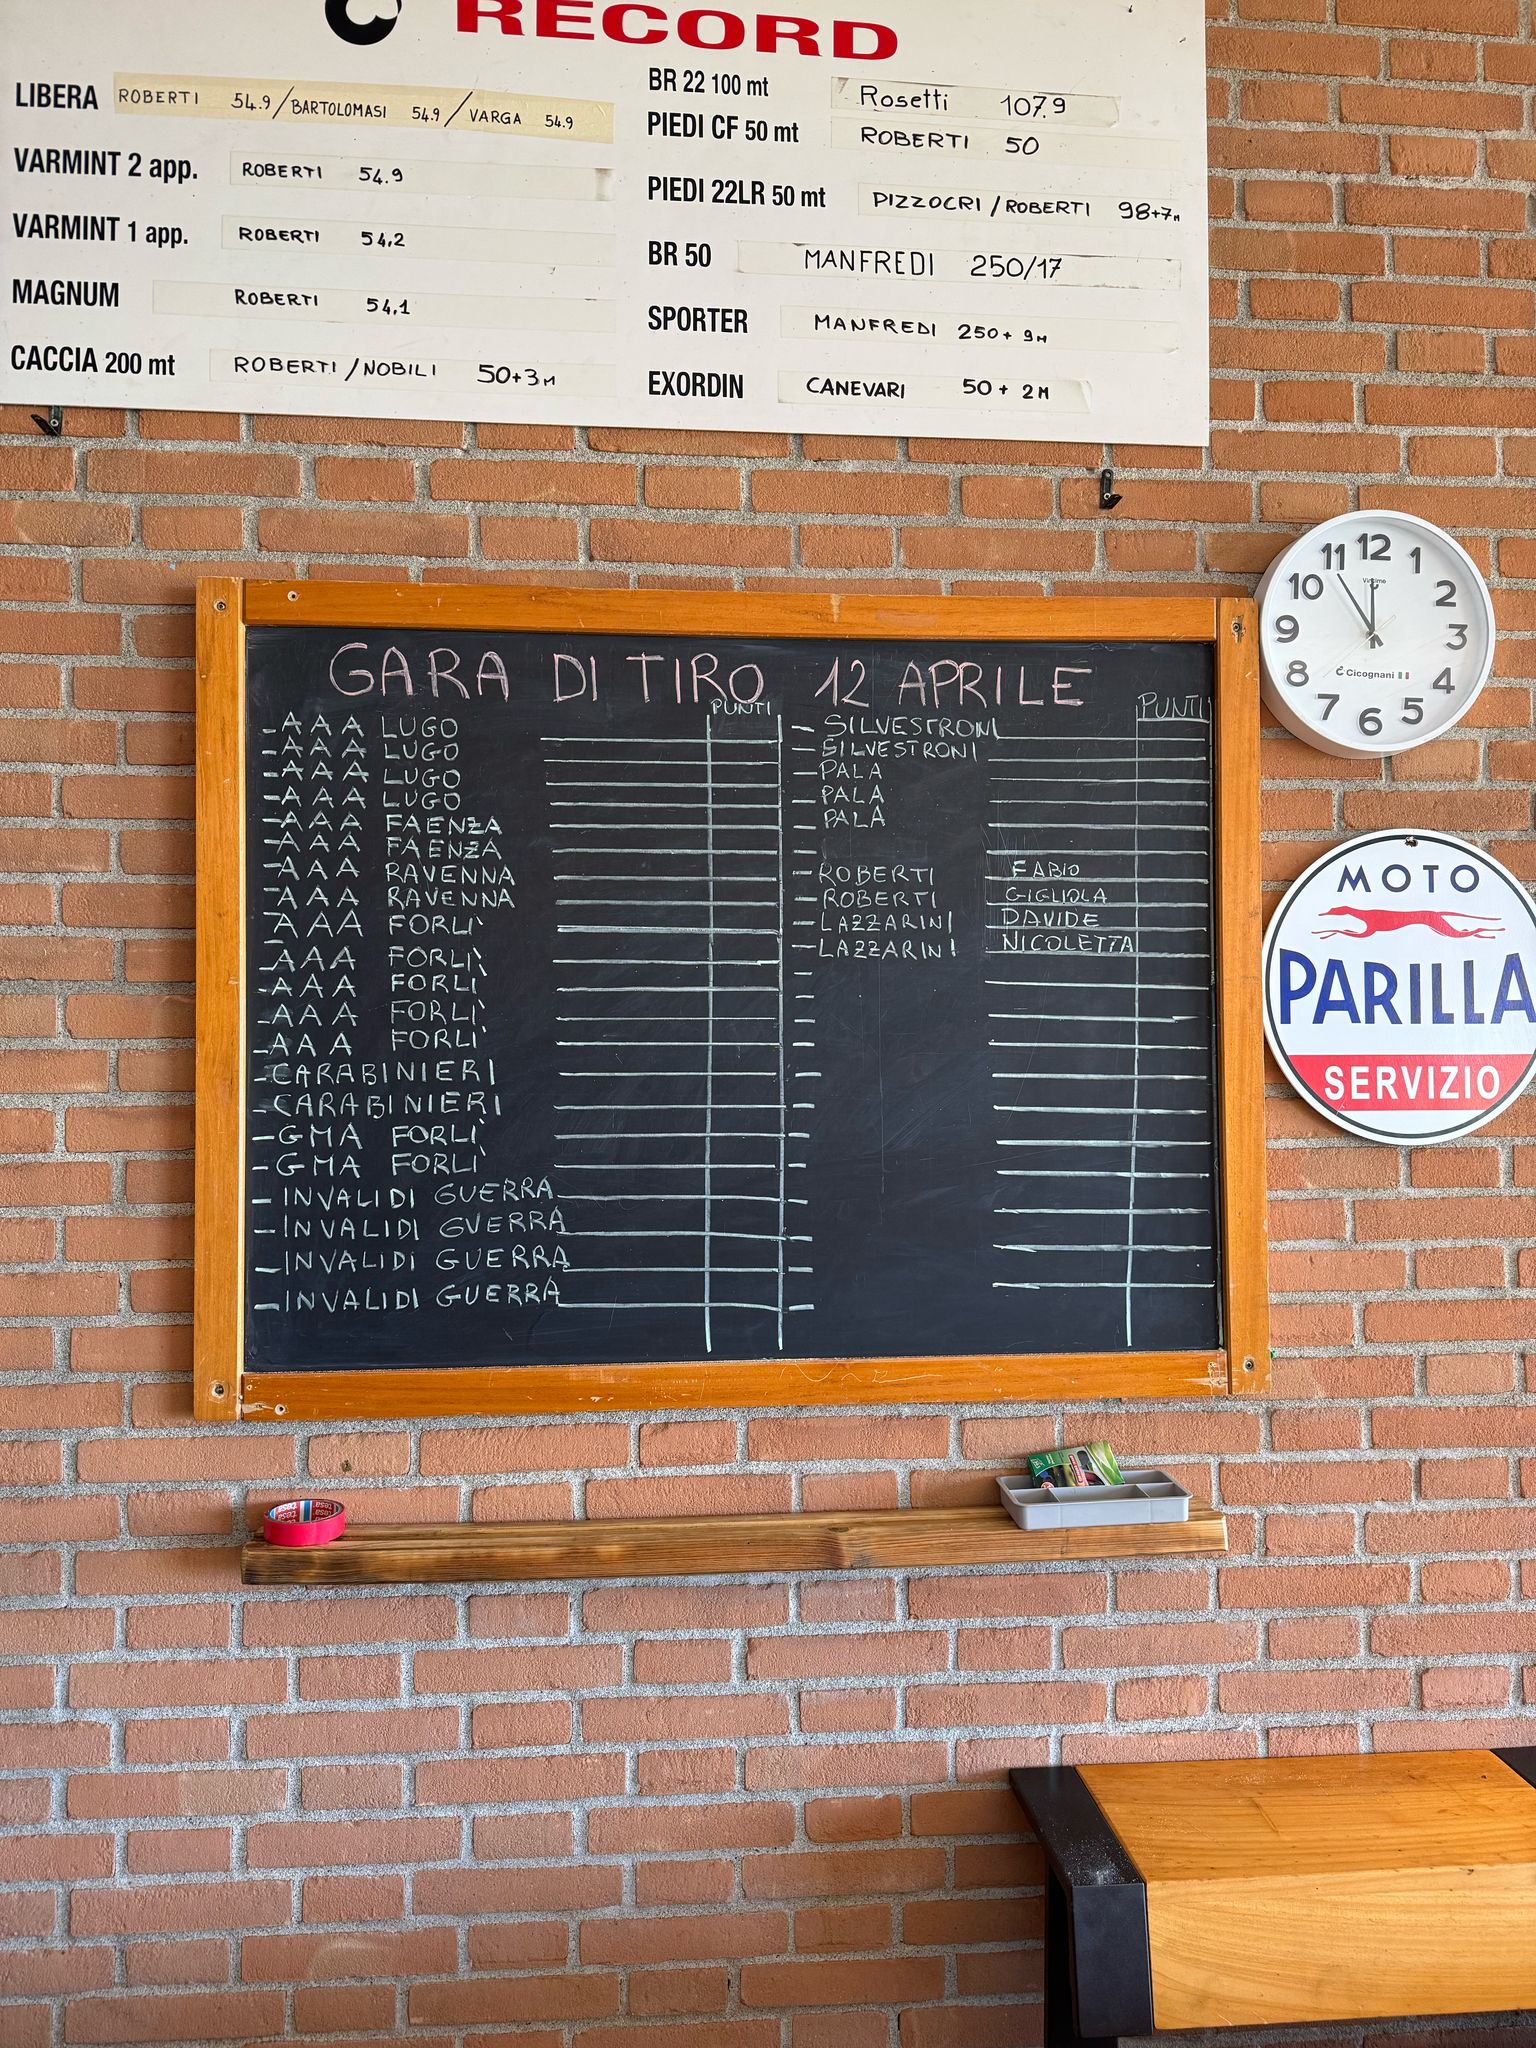 RECORD
LIBERA ROBERTI 54.9 / BARTOLOMASI 54.9 / VARGA 54.9
VARMINT 2 app. ROBERTI 54.9
VARMINT 1 app. ROBERTI 54,2
MAGNUM ROBERTI 54,1
CACCIA 200 mt ROBERTI / NOBILI 50+3M
BR 22 100 mt Rosetti 107.9
PIEDI CF 50 mt ROBERTI 50
PIEDI 22LR 50 mt PIZZOCRI / ROBERTI 98+7M
BR 50 MANFREDI 250/17
SPORTER MANFREDI 250+ 9M
EXORDIN CANEVARI 50 + 2M
GARA DI TIRO 12 APRILE
PUNTI
- AAA LUGO
- AAA LUGO
- AAA LUGO
- AAA LUGO
- AAA FAENZA
- AAA FAENZA
- AAA RAVENNA
- AAA RAVENNA
- AAA FORLI'
- AAA FORLI'
- AAA FORLI'
- AAA FORLI'
- AAA FORLI'
- CARABINIERI
- CARABINIERI
- GMA FORLI'
- GMA FORLI'
- INVALIDI GUERRA
- INVALIDI GUERRA
- INVALIDI GUERRA
- INVALIDI GUERRA
PUNTI
- SILVESTRONI
- SILVESTRONI
- PALA
- PALA
- PALA
- ROBERTI FABIO
- ROBERTI GIGLIOLA
- LAZZARINI DAVIDE
- LAZZARINI NICOLETTA
12
1
2
3
4
5
6
7
8
9
10
11
Cicognani
MOTO
PARILLA
SERVIZIO
tesa tesa